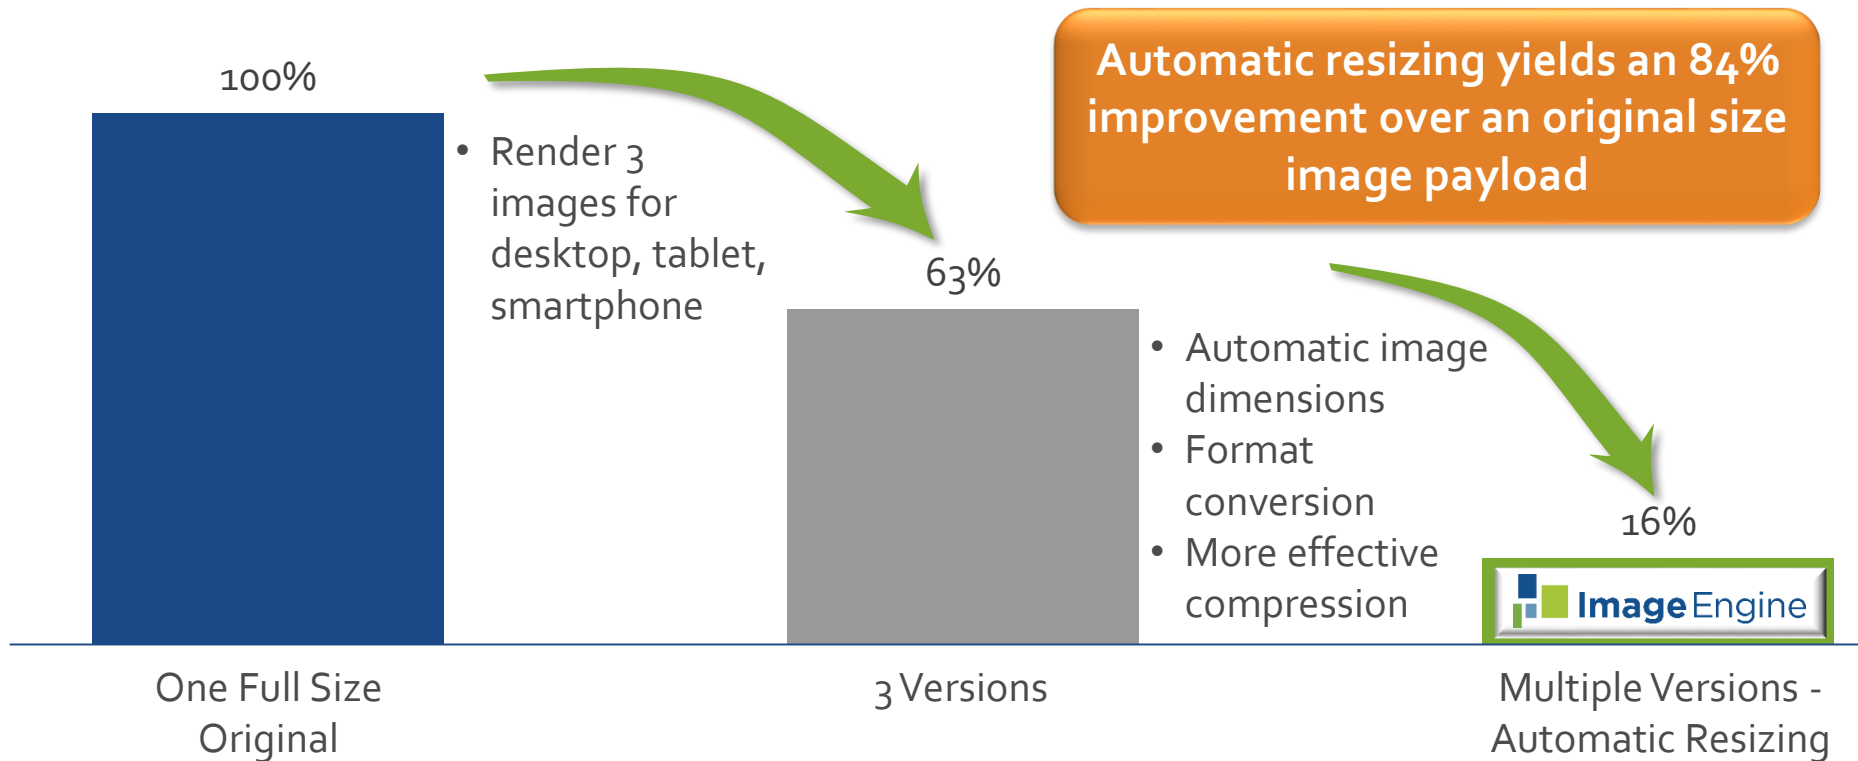 100%
• Render 3
images for
desktop, tablet,
smartphone
Automatic resizing yields an 84%
improvement over an original size
image payload
63%
• Automatic image
dimensions
• Format
conversion
• More effective
compression
16%
ImageEngine
One Full Size
Original
3 Versions
Multiple Versions -
Automatic Resizing